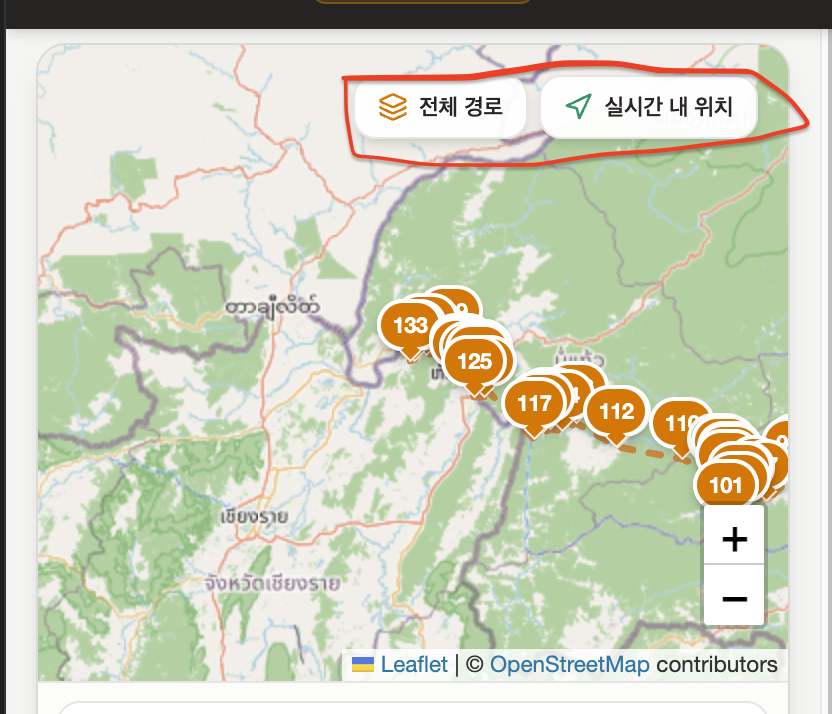 전체 경로
실시간 내 위치
တာချီလိတ်
133
125
117
112
101
เชียงราย
จังหวัดเชียงราย
+
−
Leaflet | © OpenStreetMap contributors